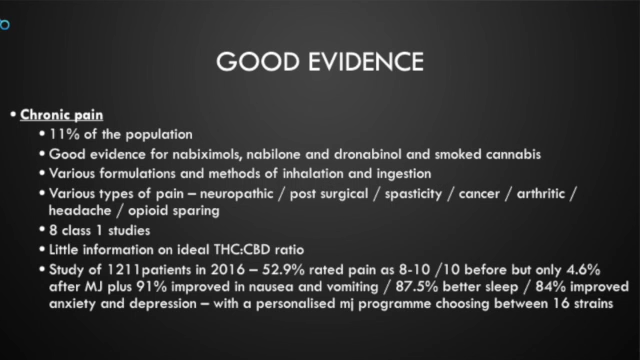 GOOD EVIDENCE
• Chronic pain
• 11% of the population
• Good evidence for nabiximols, nabilone and dronabinol and smoked cannabis
• Various formulations and methods of inhalation and ingestion
• Various types of pain – neuropathic / post surgical / spasticity / cancer / arthritic /
headache / opioid sparing
• 8 class 1 studies
• Little information on ideal THC:CBD ratio
• Study of 1211patients in 2016 – 52.9% rated pain as 8-10 /10 before but only 4.6%
after MJ plus 91% improved in nausea and vomiting / 87.5% better sleep / 84% improved
anxiety and depression – with a personalised mj programme choosing between 16 strains